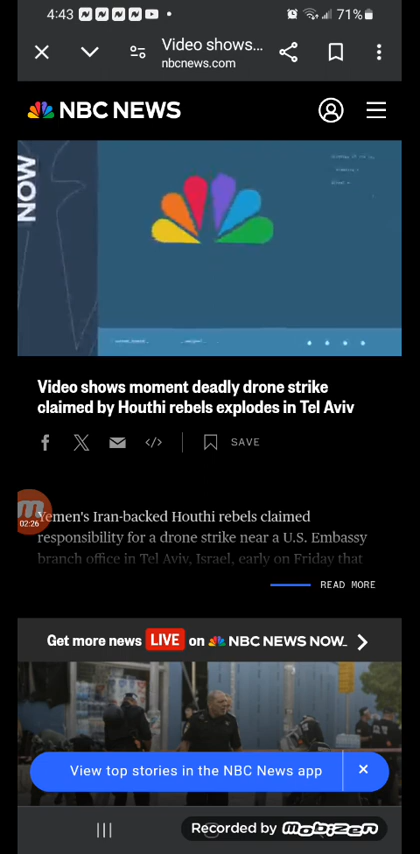 4:43
71%
Video shows...
nbcnews.com
NBC NEWS
NOW
Video shows moment deadly drone strike
claimed by Houthi rebels explodes in Tel Aviv
SAVE
Yemen's Iran-backed Houthi rebels claimed
02:26
responsibility for a drone strike near a U.S. Embassy
branch office in Tel Aviv, Israel, early on Friday that
READ MORE
Get more news LIVE on NBC NEWS NOW_
View top stories in the NBC News app
Recorded by mobizen